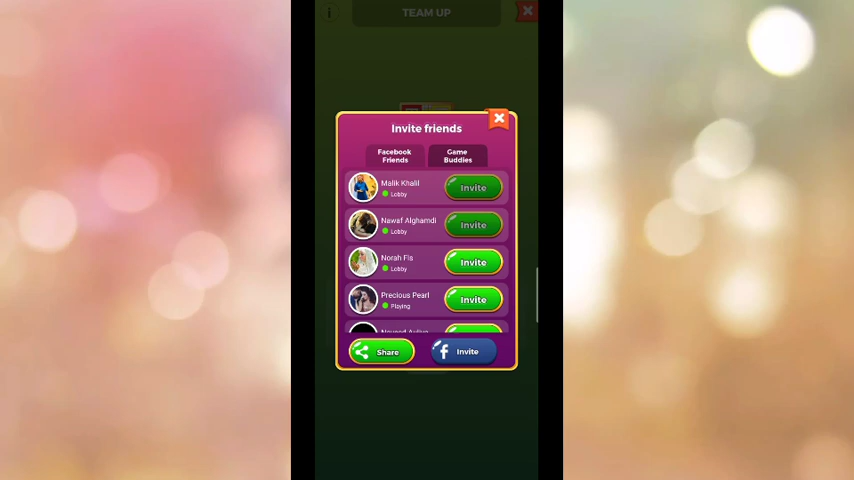 i
TEAM UP
Invite friends
Facebook
Friends
Game
Buddies
Malik Khalil
Lobby
Invite
Nawaf Alghamdi
Lobby
Invite
Norah Fls
Lobby
Invite
Precious Pearl
Playing
Invite
Share
f Invite